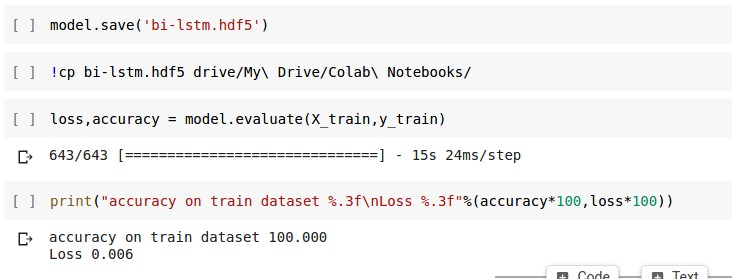 [ ] model.save('bi-lstm.hdf5')
[ ] !cp bi-lstm.hdf5 drive/My\ Drive/Colab\ Notebooks/
[ ] loss,accuracy = model.evaluate(X_train,y_train)
643/643 [==============================] - 15s 24ms/step
[ ] print("accuracy on train dataset %.3f\nLoss %.3f"%(accuracy*100,loss*100))
accuracy on train dataset 100.000
Loss 0.006
Code Text